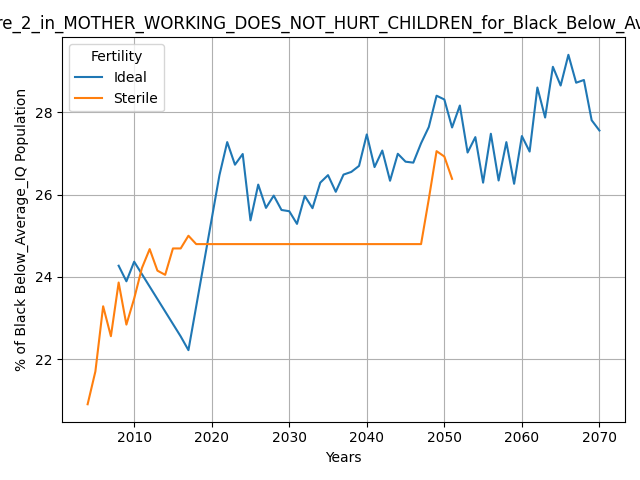 re_2_in_MOTHER_WORKING_DOES_NOT_HURT_CHILDREN_for_Black_Below_Av
Fertility
Ideal
Sterile
% of Black Below_Average_IQ Population
28
26
24
22
2010 2020 2030 2040 2050 2060 2070
Years